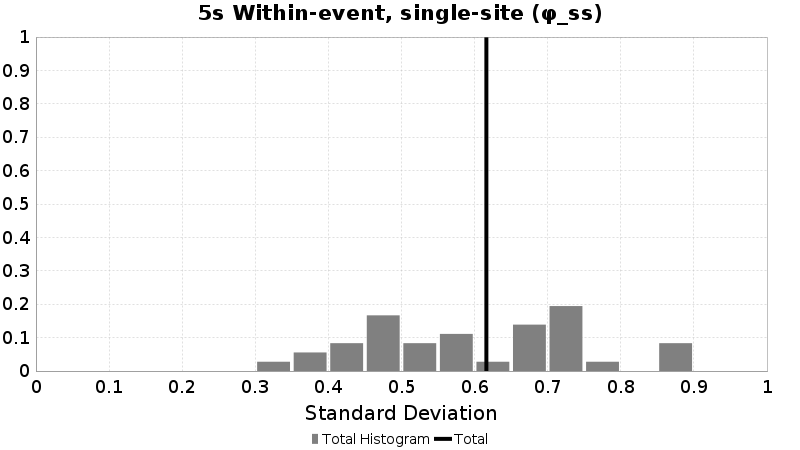 5s Within-event, single-site (φ_ss)
1
0.9
0.8
0.7
0.6
0.5
0.4
0.3
0.2
0.1
0
0 0.1 0.2 0.3 0.4 0.5 0.6 0.7 0.8 0.9 1
Standard Deviation
Total Histogram Total